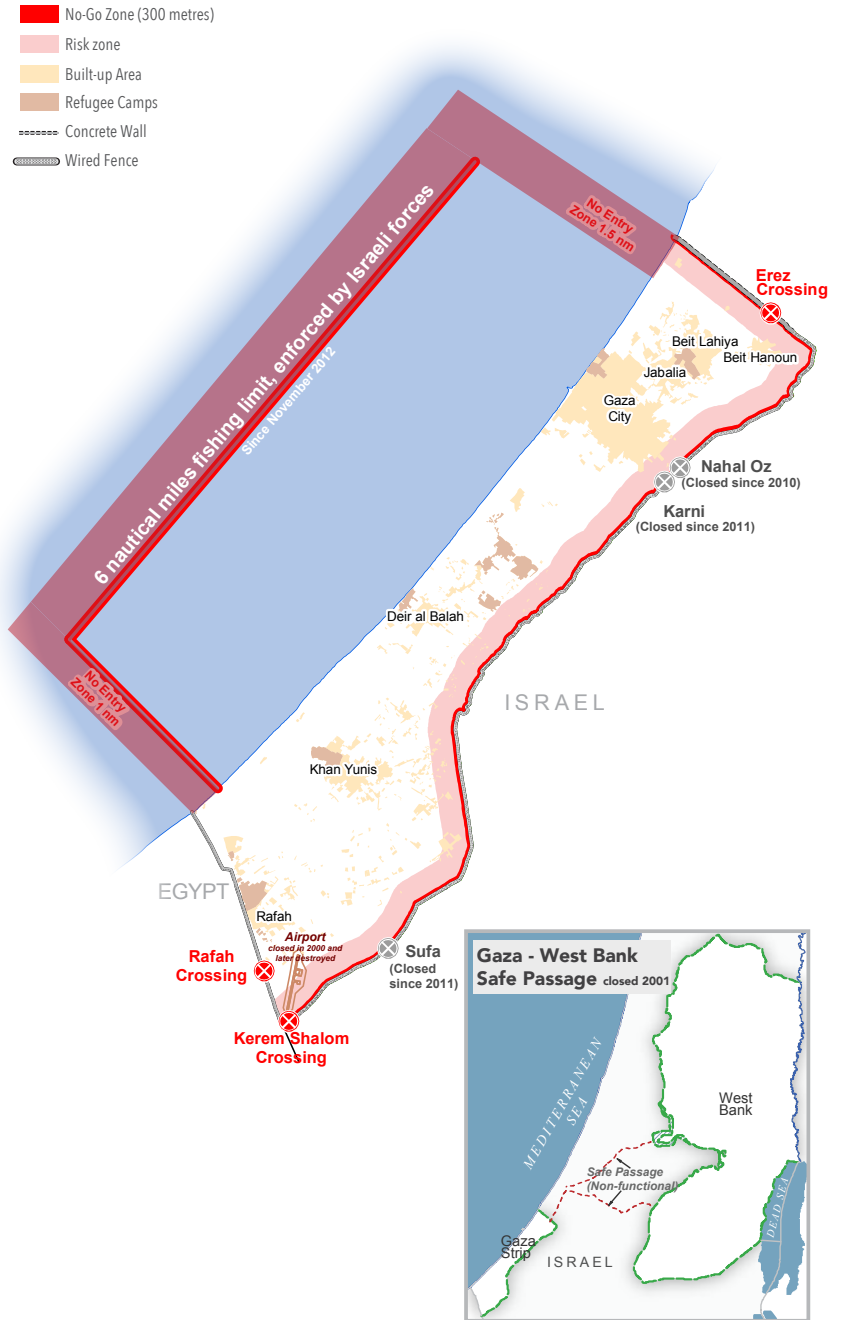 No-Go Zone (300 metres)
Risk zone
Built-up Area
Refugee Camps
Concrete Wall
Wired Fence
6 nautical miles fishing limit, enforced by Israeli forces
Since November 2012
No Entry
Zone 1.5 nm
Erez
Crossing
Beit Lahiya
Beit Hanoun
Jabalia
Gaza
City
Nahal Oz
(Closed since 2010)
Karni
(Closed since 2011)
Deir al Balah
ISRAEL
No Entry
Zone 1 nm
Khan Yunis
EGYPT
Rafah
Airport
closed in 2000 and
later destroyed
Rafah
Crossing
Sufa
(Closed
since 2011)
Kerem Shalom
Crossing
Gaza - West Bank
Safe Passage closed 2001
MEDITERRANEAN
SEA
West
Bank
Safe Passage
(Non-functional)
DEAD SEA
Gaza
Strip
ISRAEL